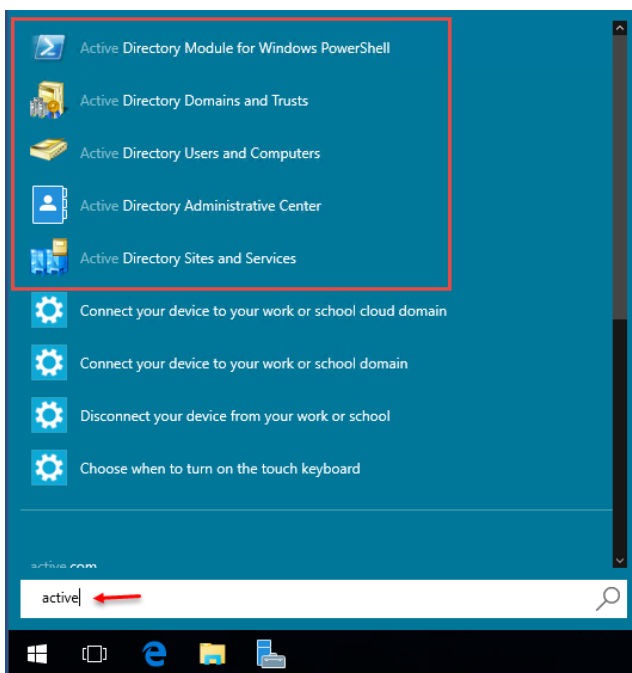 Active Directory Module for Windows PowerShell
Active Directory Domains and Trusts
Active Directory Users and Computers
Active Directory Administrative Center
Active Directory Sites and Services
Connect your device to your work or school cloud domain
Connect your device to your work or school domain
Disconnect your device from your work or school
Choose when to turn on the touch keyboard
active.com
active